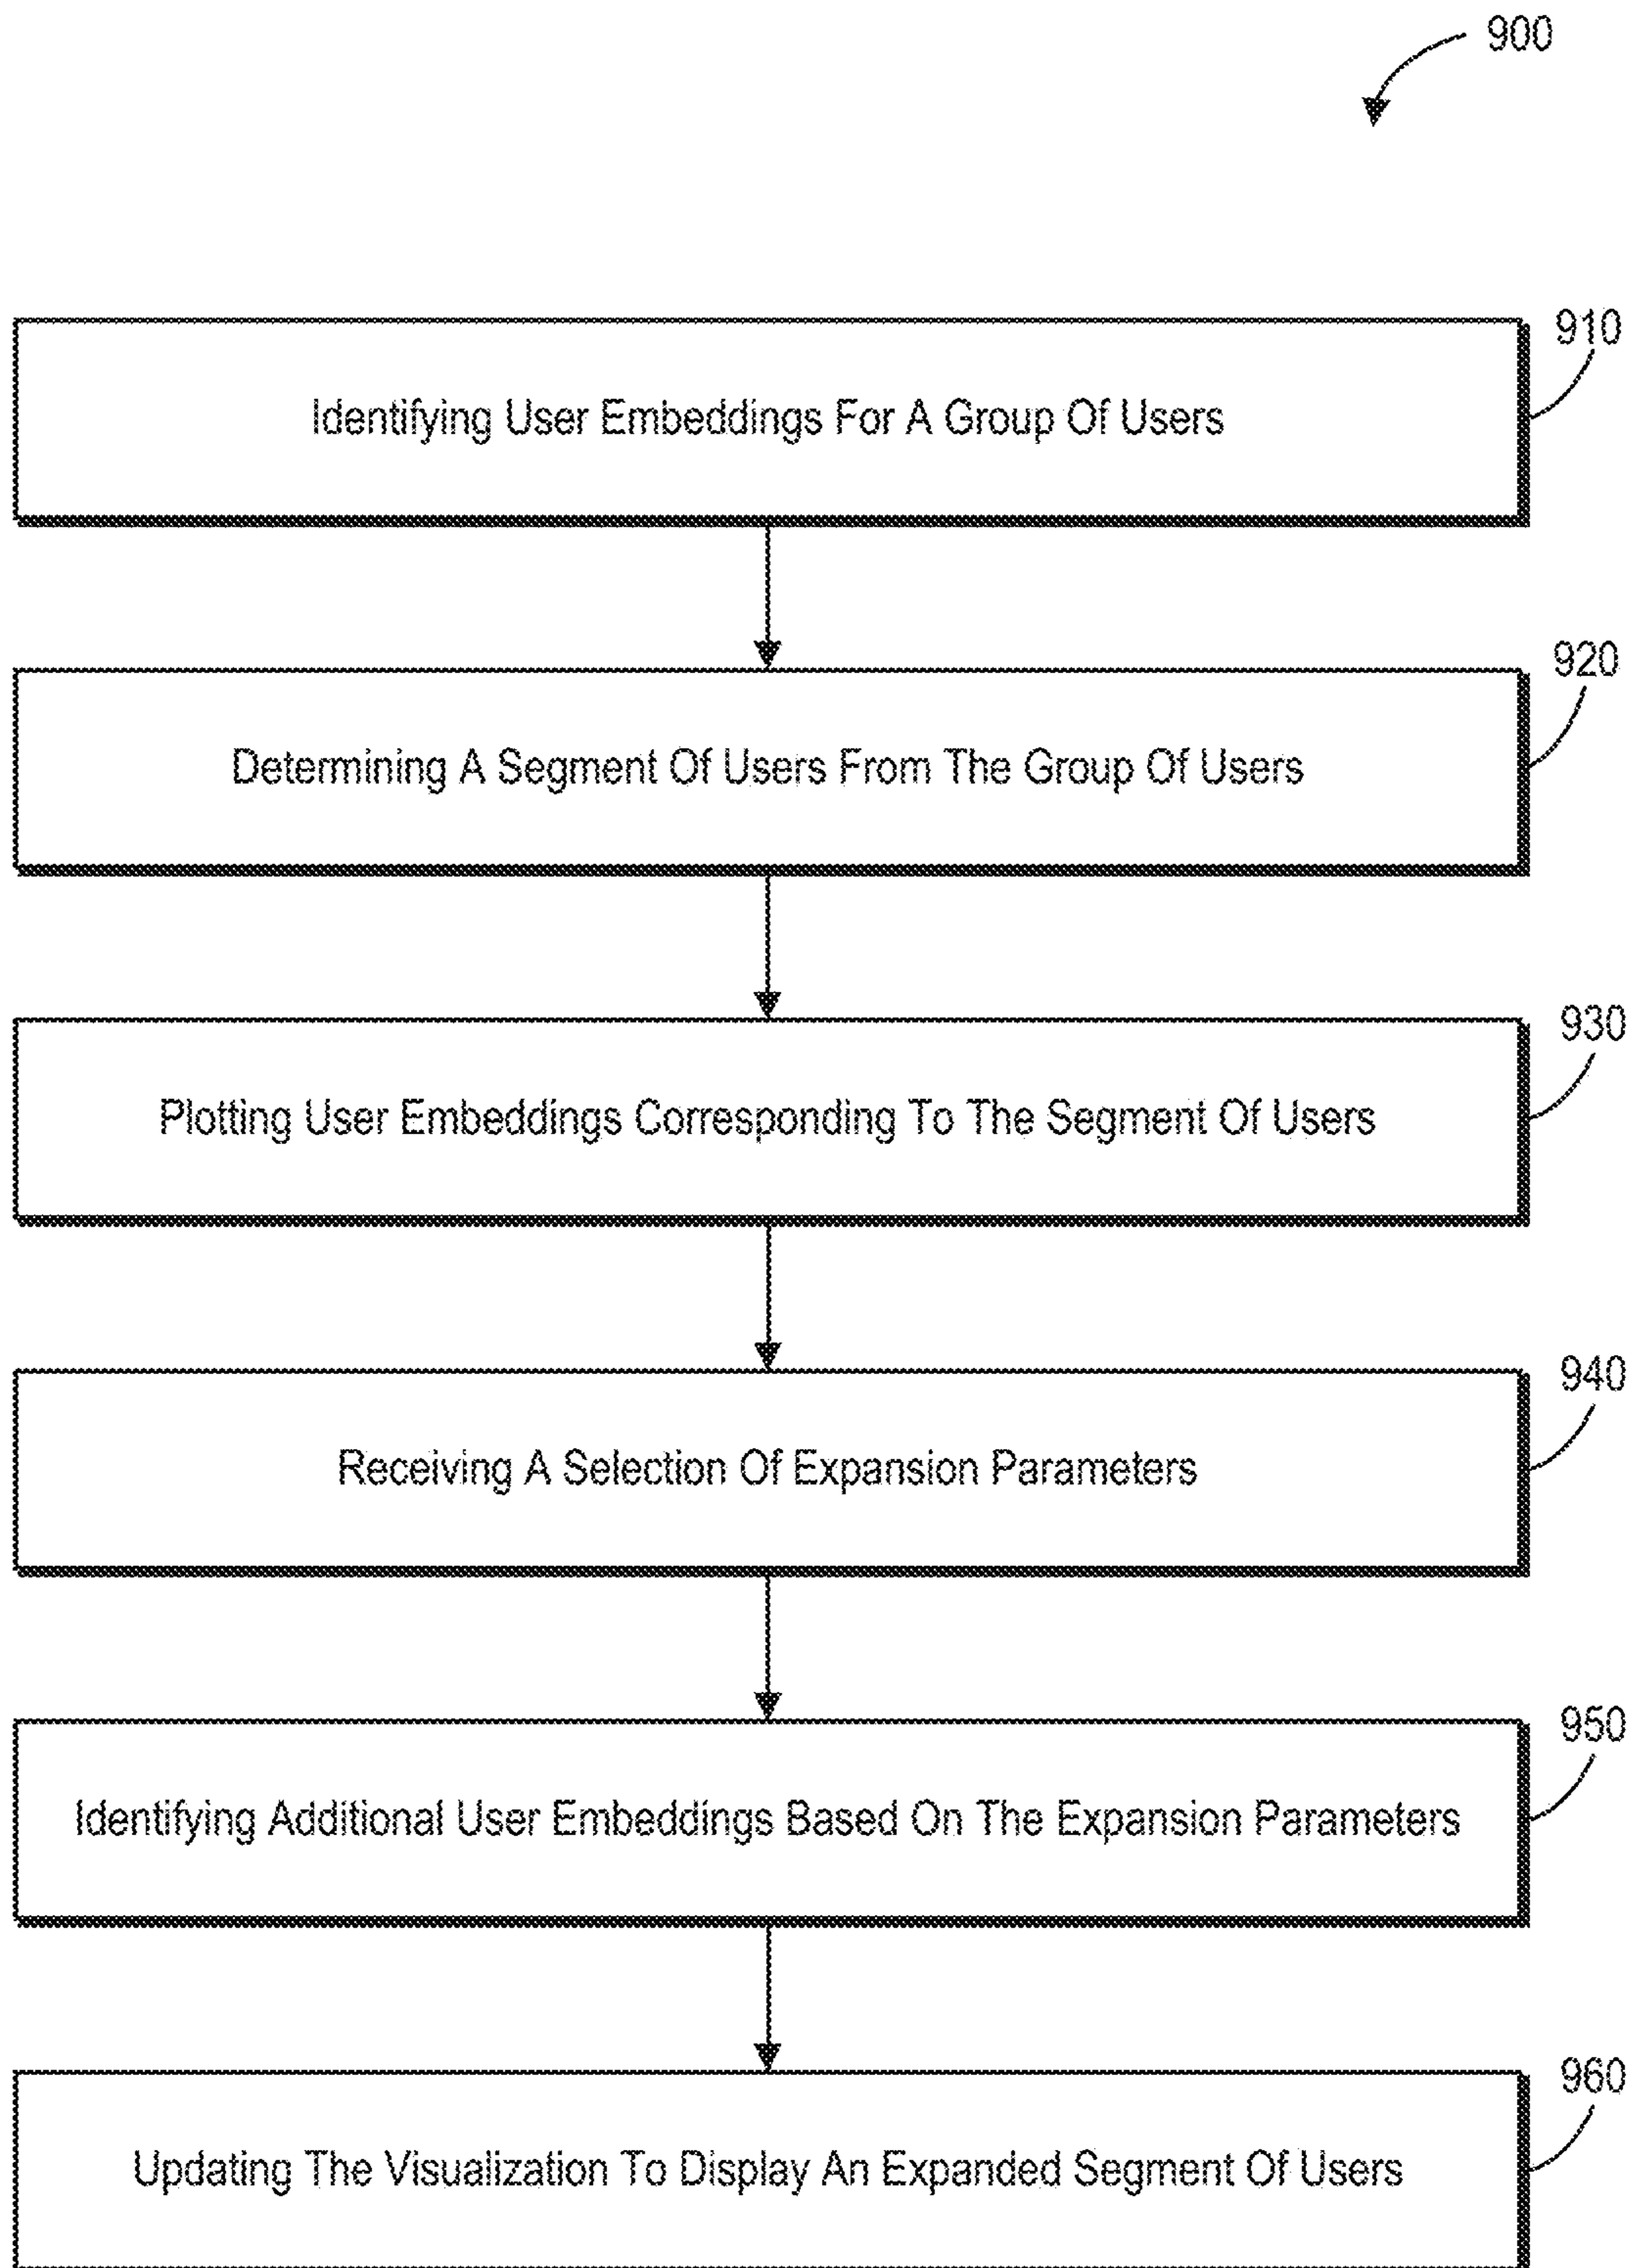 900
910
Identifying User Embeddings For A Group Of Users
920
Determining A Segment Of Users From The Group Of Users
930
Plotting User Embeddings Corresponding To The Segment Of Users
940
Receiving A Selection Of Expansion Parameters
950
Identifying Additional User Embeddings Based On The Expansion Parameters
960
Updating The Visualization To Display An Expanded Segment Of Users